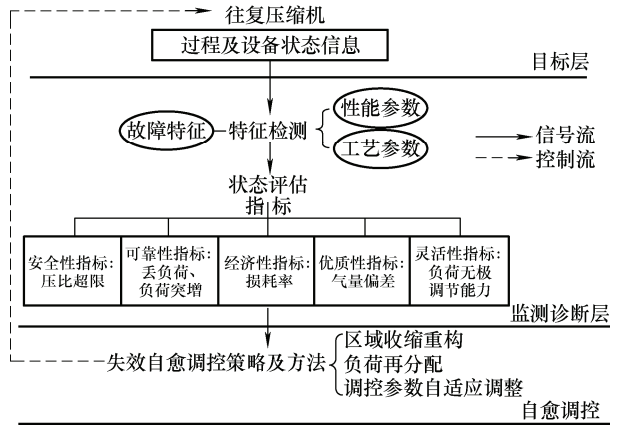 往复压缩机
过程及设备状态信息
目标层
性能参数
故障特征
特征检测
工艺参数
信号流
控制流
状态评估
指标
安全性指标:
压比超限
可靠性指标:
丢负荷、
负荷突增
经济性指标:
损耗率
优质性指标:
气量偏差
灵活性指标:
负荷无极
调节能力
监测诊断层
失效自愈调控策略及方法
区域收缩重构
负荷再分配
调控参数自适应调整
自愈调控